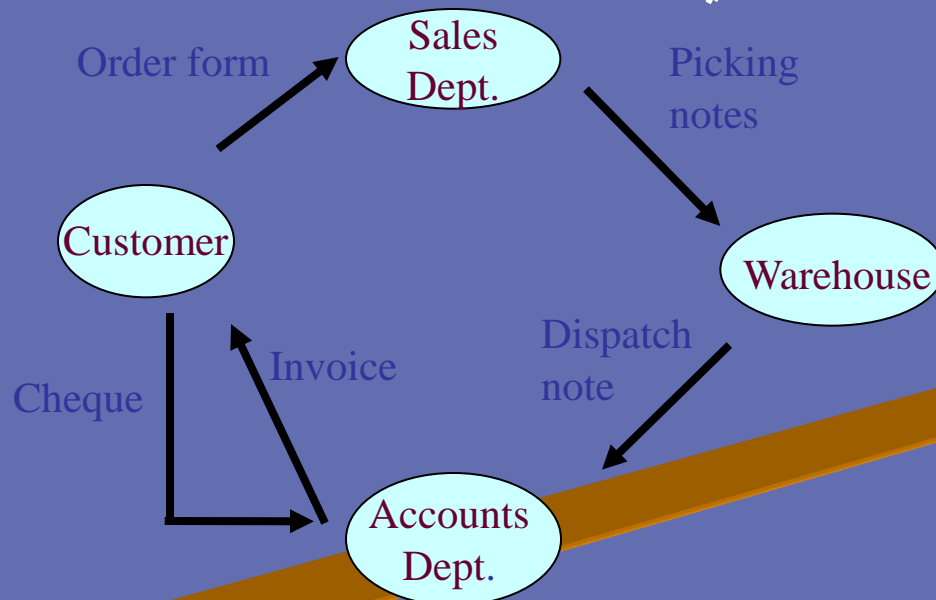 Sales
Dept.
Order form
Picking
notes
Customer
Warehouse
Dispatch
note
Invoice
Cheque
Accounts
Dept.